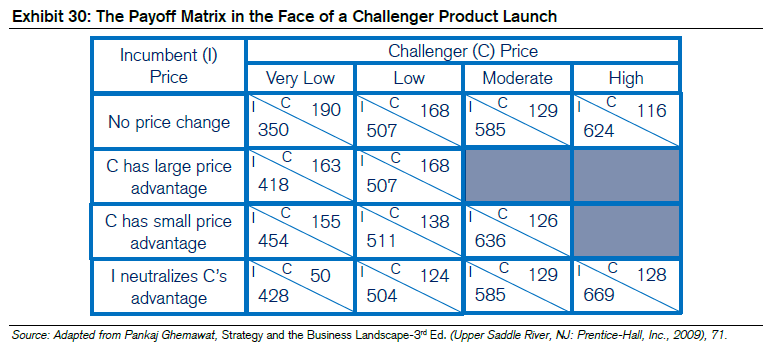 Exhibit 30: The Payoff Matrix in the Face of a Challenger Product Launch
Incumbent (I)
Price
Challenger (C) Price
Very Low Low Moderate High
No price change
I C 190 I C 168 I C 129 I C 116
350 507 585 624
C has large price
advantage
I C 163 I C 168
418 507
C has small price
advantage
I C 155 I C 138 I C 126
454 511 636
I neutralizes C's
advantage
I C 50 I C 124 I C 129 I C 128
428 504 585 669
Source: Adapted from Pankaj Ghemawat, Strategy and the Business Landscape-3rd Ed. (Upper Saddle River, NJ: Prentice-Hall, Inc., 2009), 71.